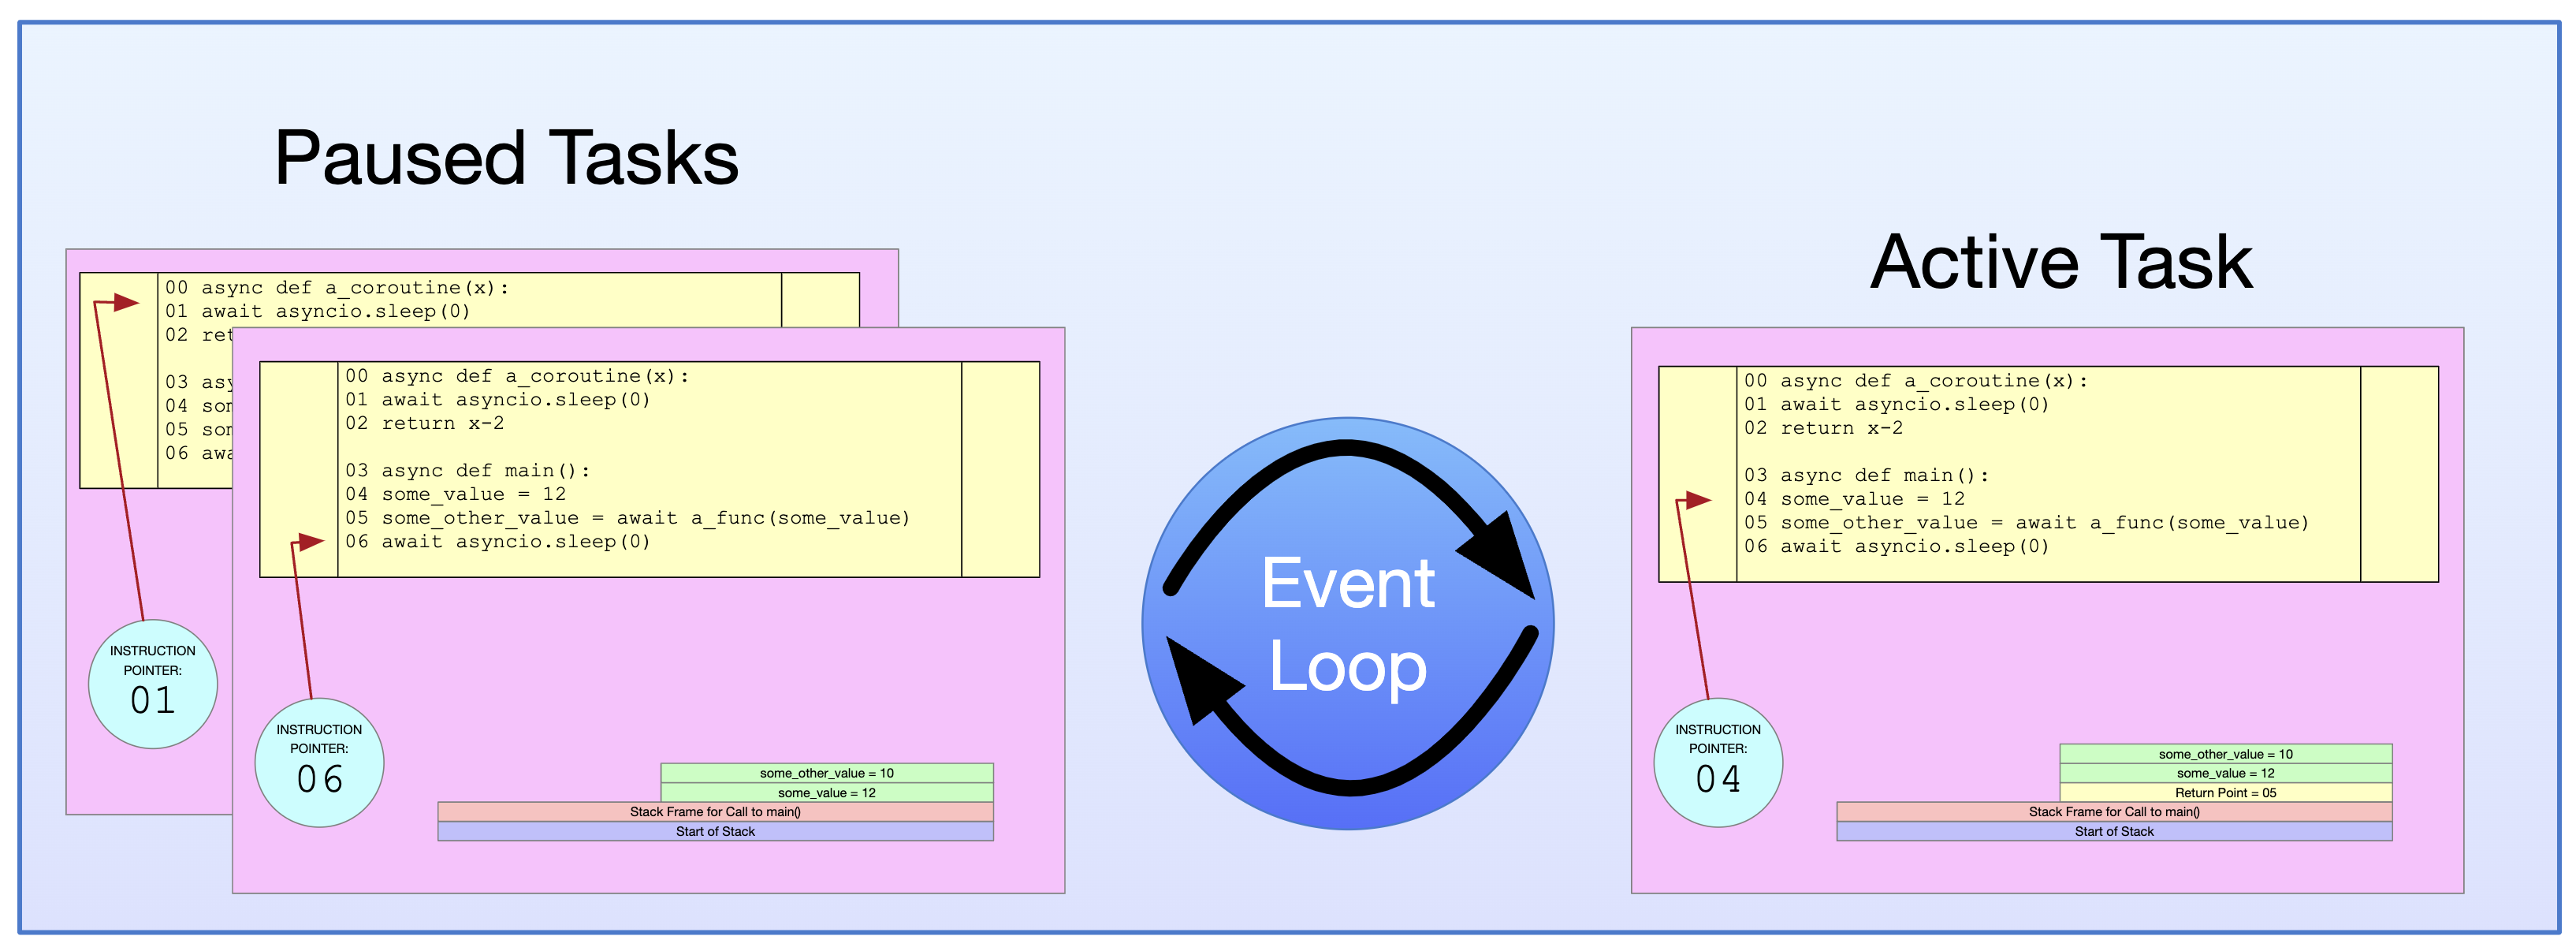 Paused Tasks
00 async def a_coroutine(x):
01 await asyncio.sleep(0)
02 ret
03 asy
04 som
05 som
06 awa
INSTRUCTION
POINTER:
01
00 async def a_coroutine(x):
01 await asyncio.sleep(0)
02 return x-2
03 async def main():
04 some_value = 12
05 some_other_value = await a_func(some_value)
06 await asyncio.sleep(0)
INSTRUCTION
POINTER:
06
some_other_value = 10
some_value = 12
Stack Frame for Call to main()
Start of Stack
Event
Loop
Active Task
00 async def a_coroutine(x):
01 await asyncio.sleep(0)
02 return x-2
03 async def main():
04 some_value = 12
05 some_other_value = await a_func(some_value)
06 await asyncio.sleep(0)
INSTRUCTION
POINTER:
04
some_other_value = 10
some_value = 12
Return Point = 05
Stack Frame for Call to main()
Start of Stack